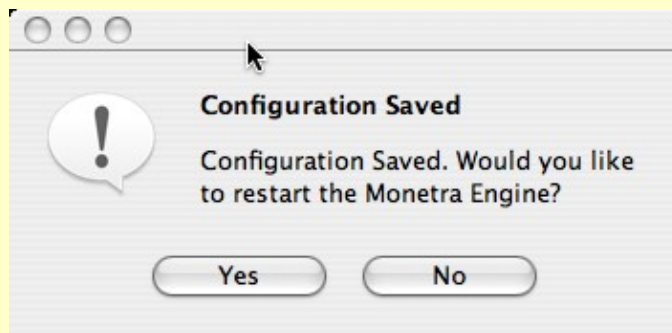 Configuration Saved
Configuration Saved. Would you like
to restart the Monetra Engine?
Yes
No